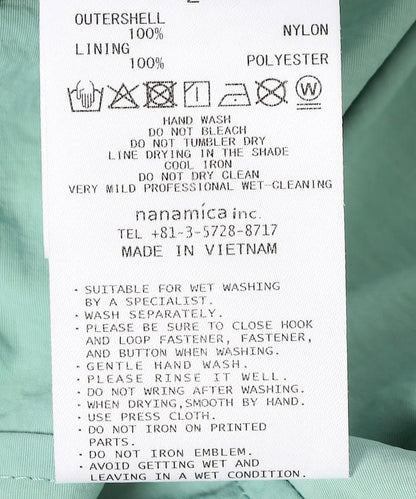 OUTERSHELL
100% NYLON
LINING
100% POLYESTER
W
HAND WASH
DO NOT BLEACH
DO NOT TUMBLER DRY
LINE DRYING IN THE SHADE
COOL IRON
DO NOT DRY CLEAN
VERY MILD PROFESSIONAL WET-CLEANING
nanamica inc.
TEL +81-3-5728-8717
MADE IN VIETNAM
・SUITABLE FOR WET WASHING
BY A SPECIALIST.
・WASH SEPARATELY.
・PLEASE BE SURE TO CLOSE HOOK
AND LOOP FASTENER, FASTENER,
AND BUTTON WHEN WASHING.
・GENTLE HAND WASH.
・PLEASE RINSE IT WELL.
・DO NOT WRING AFTER WASHING.
・WHEN DRYING,SMOOTH BY HAND.
・USE PRESS CLOTH.
・DO NOT IRON ON PRINTED
PARTS.
・DO NOT IRON EMBLEM.
・AVOID GETTING WET AND
LEAVING IN A WET CONDITION.